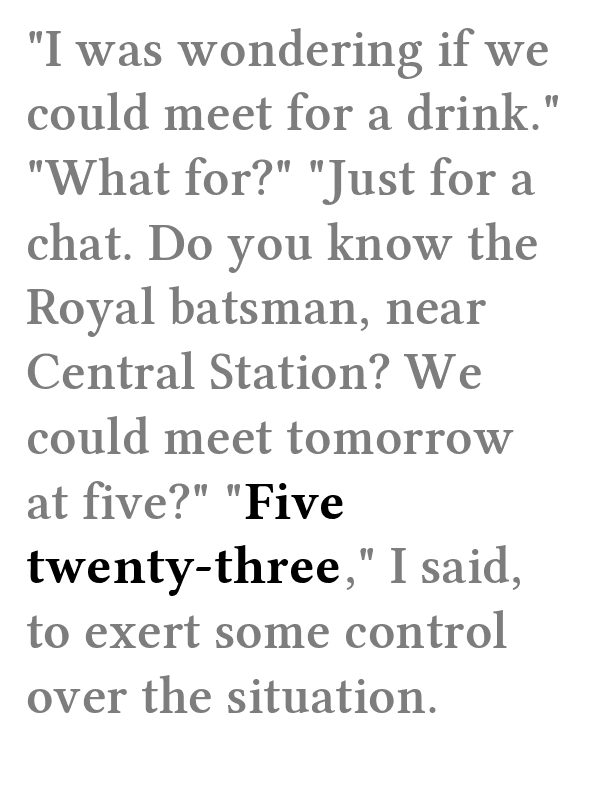 "I was wondering if we
could meet for a drink."
"What for?" "Just for a
chat. Do you know the
Royal batsman, near
Central Station? We
could meet tomorrow
at five?" "Five
twenty-three," I said,
to exert some control
over the situation.